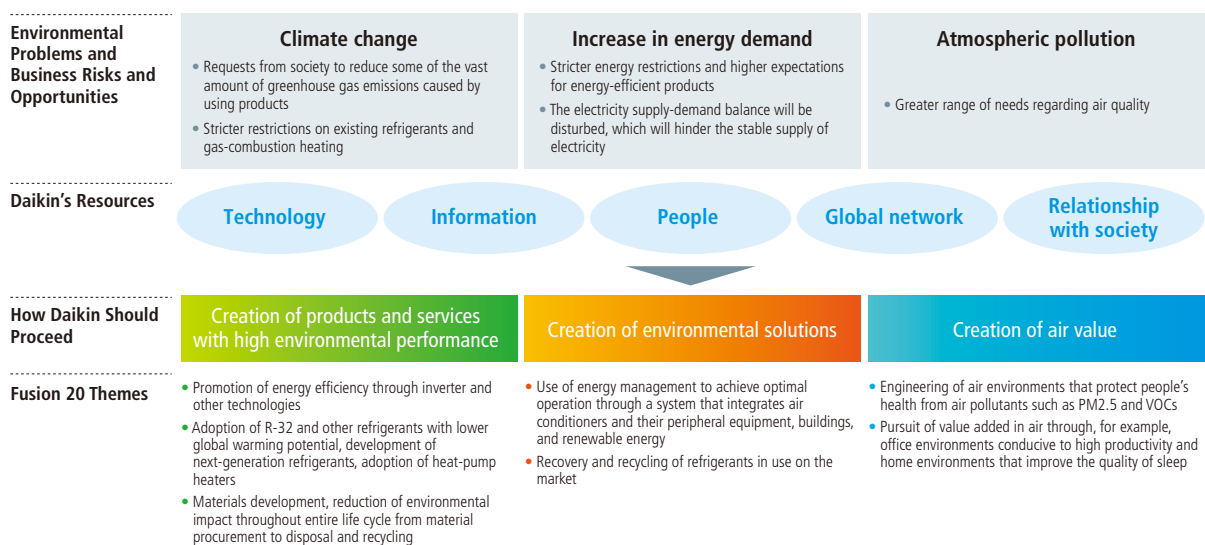 Environmental
Problems and
Business Risks and
Opportunities
Climate change
• Requests from society to reduce some of the vast
amount of greenhouse gas emissions caused by
using products
• Stricter restrictions on existing refrigerants and
gas-combustion heating
Increase in energy demand
• Stricter energy restrictions and higher expectations
for energy-efficient products
• The electricity supply-demand balance will be
disturbed, which will hinder the stable supply of
electricity
Atmospheric pollution
• Greater range of needs regarding air quality
Daikin's Resources
Technology
Information
People
Global network
Relationship
with society
How Daikin Should
Proceed
Creation of products and services
with high environmental performance
Creation of environmental solutions
Creation of air value
Fusion 20 Themes
• Promotion of energy efficiency through inverter and
other technologies
• Adoption of R-32 and other refrigerants with lower
global warming potential, development of
next-generation refrigerants, adoption of heat-pump
heaters
• Materials development, reduction of environmental
impact throughout entire life cycle from material
procurement to disposal and recycling
• Use of energy management to achieve optimal
operation through a system that integrates air
conditioners and their peripheral equipment, buildings,
and renewable energy
• Recovery and recycling of refrigerants in use on the
market
• Engineering of air environments that protect people's
health from air pollutants such as PM2.5 and VOCs
• Pursuit of value added in air through, for example,
office environments conducive to high productivity and
home environments that improve the quality of sleep